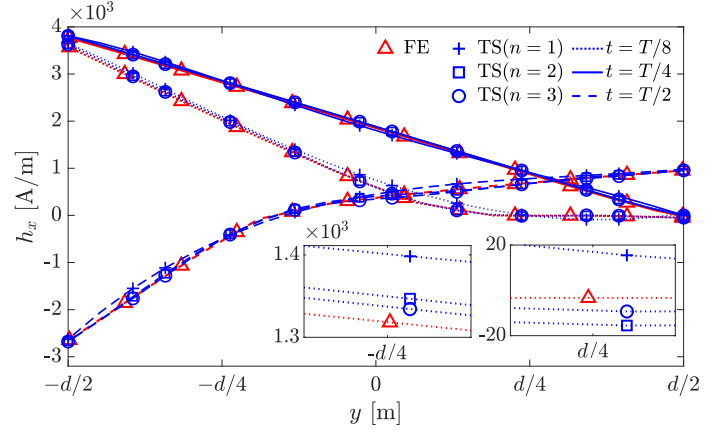 ×10³
4
3
2
1
0
-1
-2
-3
h_x [A/m]
FE
TS(n = 1)
t = T/8
TS(n = 2)
t = T/4
TS(n = 3)
t = T/2
×10³
1.4
1.3
-d/4
20
-20
d/4
−d/2
−d/4
0
d/4
d/2
y [m]